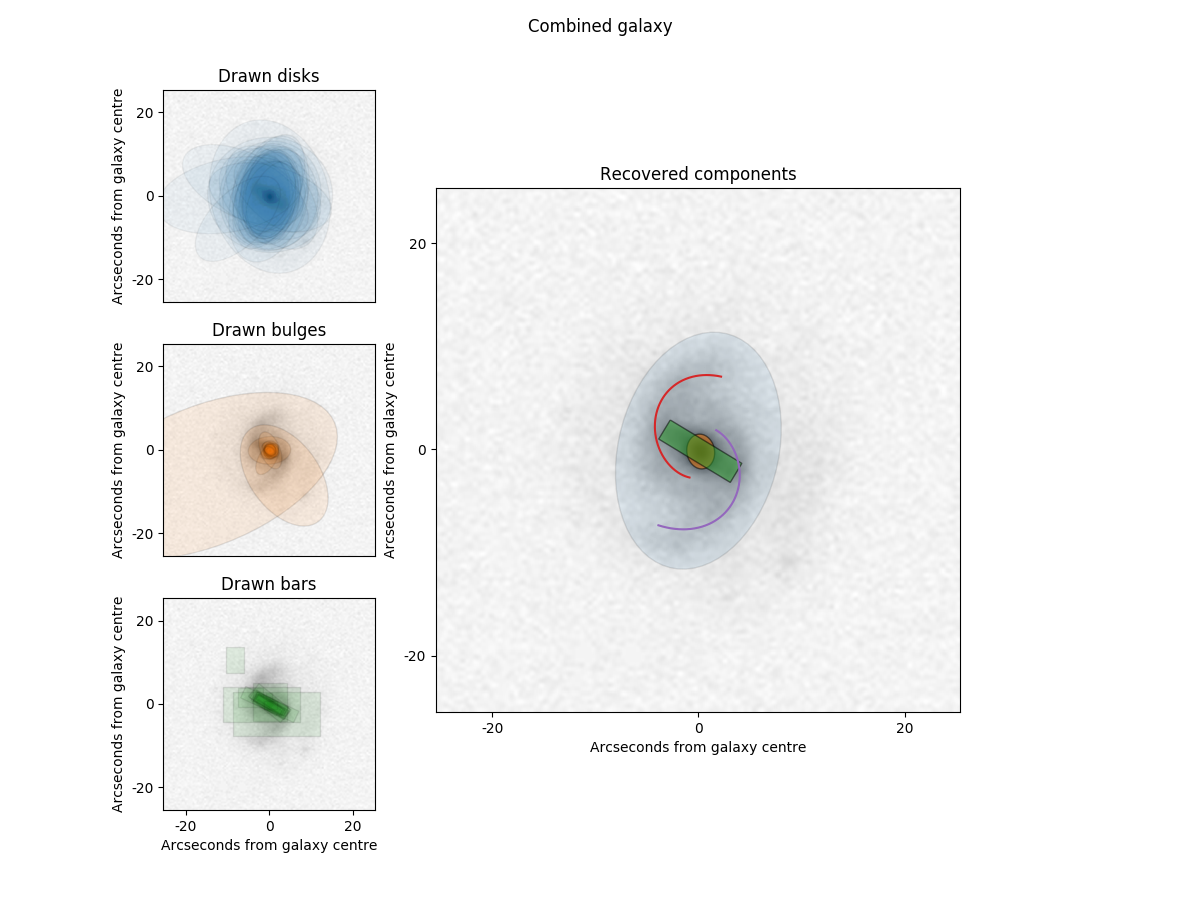 Combined galaxy
Drawn disks
Arcseconds from galaxy centre
20
0
-20
Drawn bulges
Arcseconds from galaxy centre
20
0
-20
Drawn bars
Arcseconds from galaxy centre
20
0
-20
-20 0 20
Arcseconds from galaxy centre
Recovered components
Arcseconds from galaxy centre
20
0
-20
-20 0 20
Arcseconds from galaxy centre